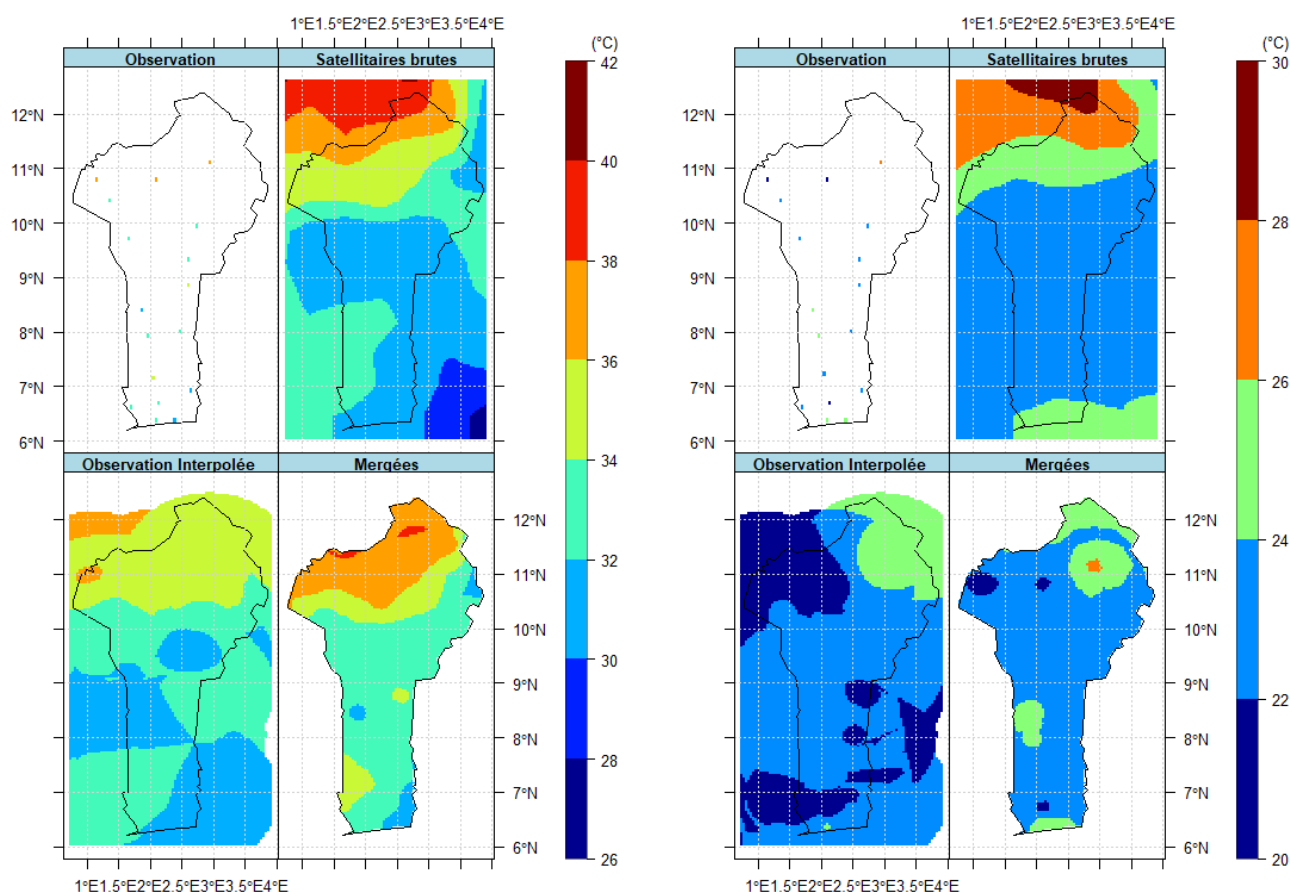 1°E1.5°E2°E2.5°E3°E3.5°E4°E
(°C)
Observation
Satellitaires brutes
42
12°N
11°N
40
10°N
38
9°N
8°N
36
7°N
6°N
34
Observation Interpolée
Mergées
12°N
32
11°N
10°N
30
9°N
8°N
28
7°N
6°N
26
1°E1.5°E2°E2.5°E3°E3.5°E4°E
1°E1.5°E2°E2.5°E3°E3.5°E4°E
(°C)
Observation
Satellitaires brutes
30
12°N
11°N
28
10°N
9°N
8°N
26
7°N
6°N
Observation Interpolée
Mergées
24
12°N
11°N
10°N
22
9°N
8°N
7°N
6°N
20
1°E1.5°E2°E2.5°E3°E3.5°E4°E